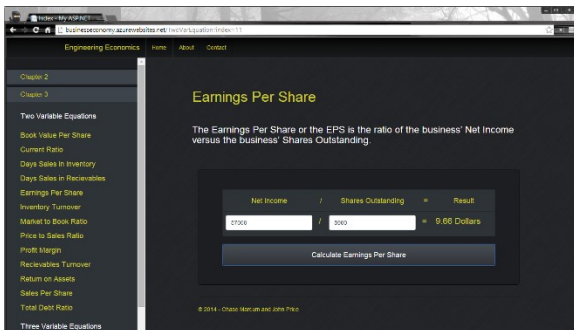 Index - My ASP.NET
businesseconomy.azurewebsites.net/twoVarEquation?index=11
Engineering Economics Home About Contact
Chapter 2
Chapter 3
Two Variable Equations
Book Value Per Share
Current Ratio
Days Sales in Inventory
Days Sales in Recievables
Earnings Per Share
Inventory Turnover
Market to Book Ratio
Price to Sales Ratio
Profit Margin
Recievables Turnover
Return on Assets
Sales Per Share
Total Debt Ratio
Three Variable Equations
Earnings Per Share
The Earnings Per Share or the EPS is the ratio of the business' Net Income
versus the business' Shares Outstanding.
Net Income / Shares Outstanding = Result
/ = 9.66 Dollars
Calculate Earnings Per Share
© 2014 - Chase Marcum and John Price